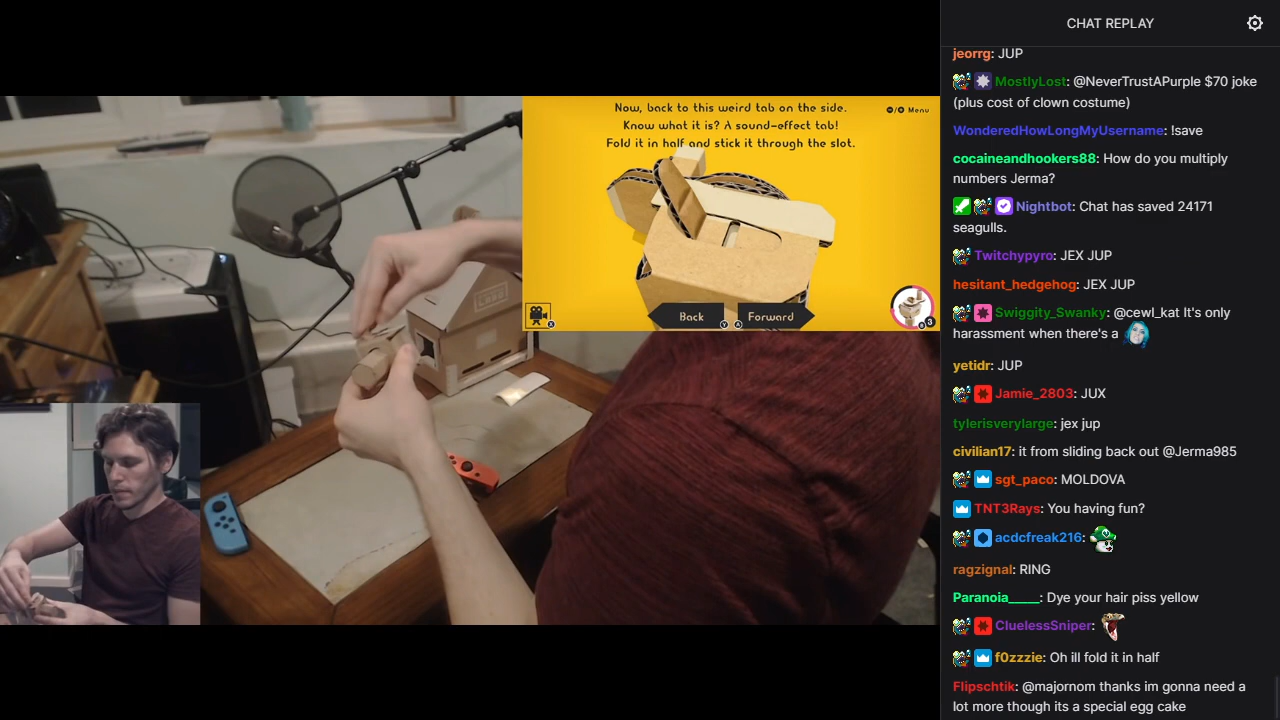 CHAT REPLAY
Now, back to this weird tab on the side.
Know what it is? A sound-effect tab!
Fold it in half and stick it through the slot.
Menu
Back
Forward
jeorrg: JUP
MostlyLost: @NeverTrustAPurple $70 joke
(plus cost of clown costume)
WonderedHowLongMyUsername: !save
cocaineandhookers88: How do you multiply
numbers Jerma?
Nightbot: Chat has saved 24171
seagulls.
Twitchypyro: JEX JUP
hesitant_hedgehog: JEX JUP
Swiggity_Swanky: @cewl_kat It's only
harassment when there's a
yetidr: JUP
Jamie_2803: JUX
tylerisverylarge: jex jup
civilian17: it from sliding back out @Jerma985
sgt_paco: MOLDOVA
TNT3Rays: You having fun?
acdcfreak216:
ragzignal: RING
Paranoia_____: Dye your hair piss yellow
CluelessSniper:
f0zzzie: Oh ill fold it in half
Flipschtik: @majornom thanks im gonna need a
lot more though its a special egg cake